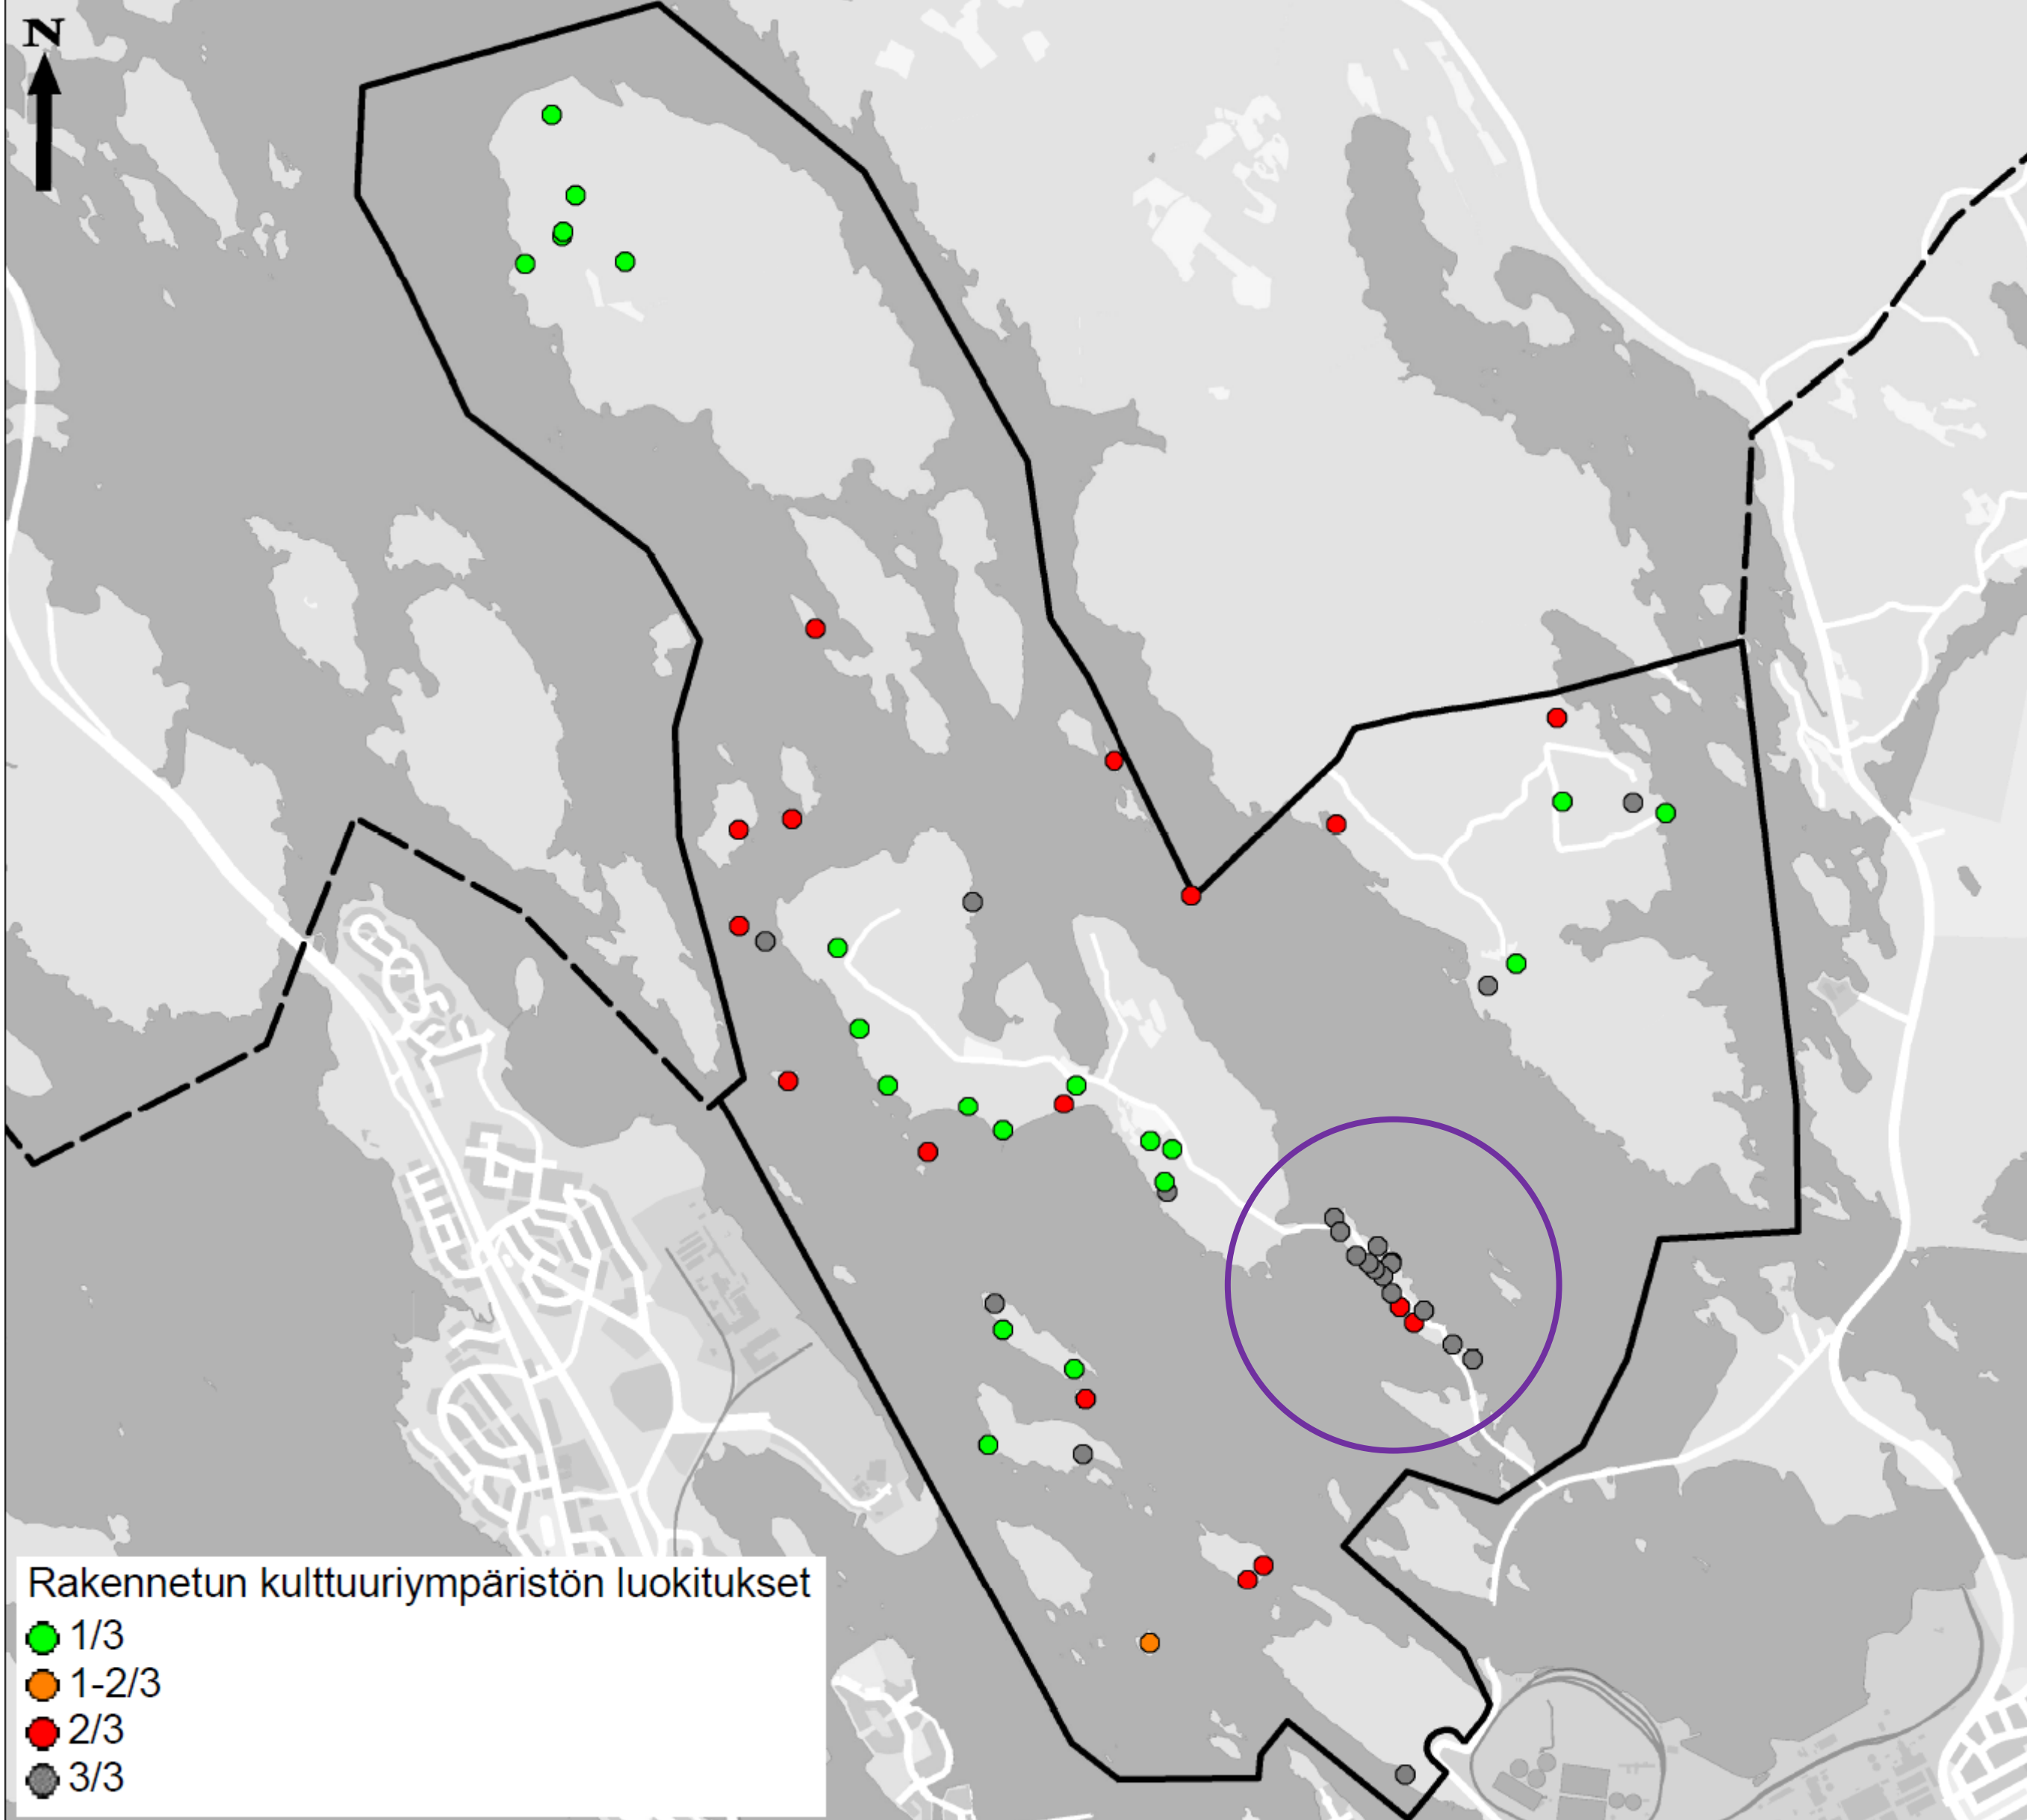 N
Rakennetun kulttuuriympäristön luokitukset
1/3
1-2/3
2/3
3/3